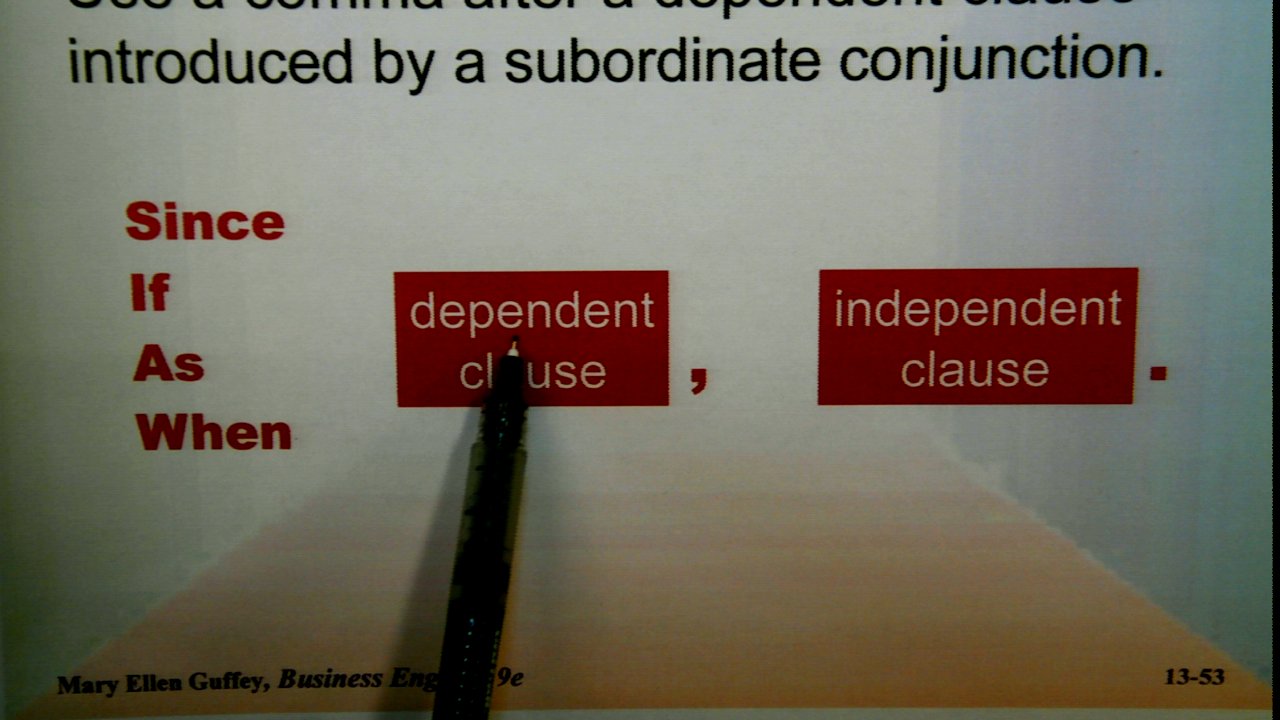 Use a comma after a dependent clause
introduced by a subordinate conjunction.
Since
If
As
When
dependent
clause
,
independent
clause
.
Mary Ellen Guffey, Business Eng 9e
13-53